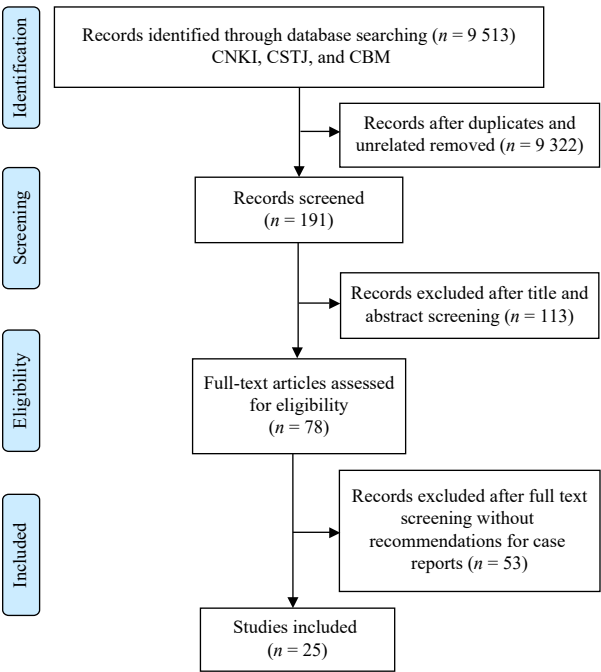 Identification
Records identified through database searching (n = 9 513)
CNKI, CSTJ, and CBM
Records after duplicates and
unrelated removed (n = 9 322)
Screening
Records screened
(n = 191)
Records excluded after title and
abstract screening (n = 113)
Eligibility
Full-text articles assessed
for eligibility
(n = 78)
Records excluded after full text
screening without
recommendations for case
reports (n = 53)
Included
Studies included
(n = 25)